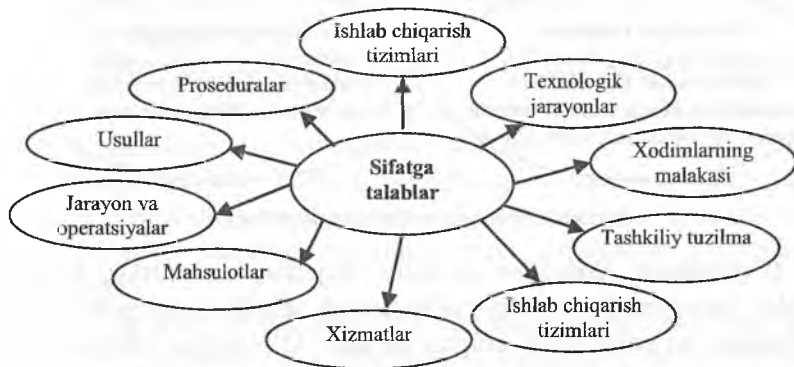 Ishlab chiqarish
tizimlari
Proseduralar
Texnologik
jarayonlar
Usullar
Sifatga
talablar
Xodimlarning
malakasi
Jarayon va
operatsiyalar
Tashkiliy tuzilma
Mahsulotlar
Ishlab chiqarish
tizimlari
Xizmatlar